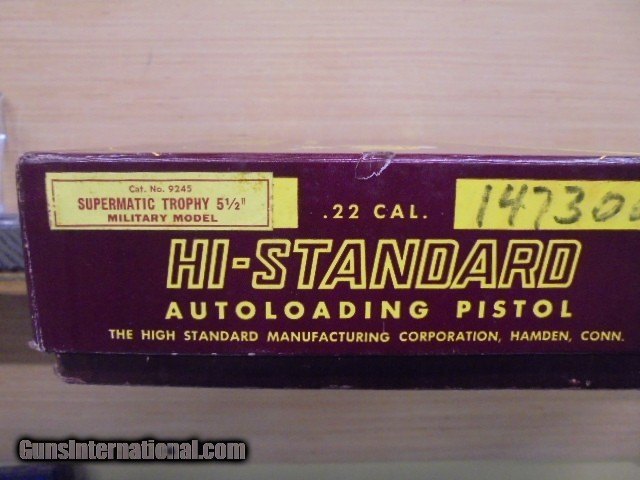 Cat. No. 9245
SUPERMATIC TROPHY 5½"
MILITARY MODEL
.22 CAL.
HI-STANDARD
AUTOLOADING PISTOL
THE HIGH STANDARD MANUFACTURING CORPORATION, HAMDEN, CONN.
GunsInternational.com